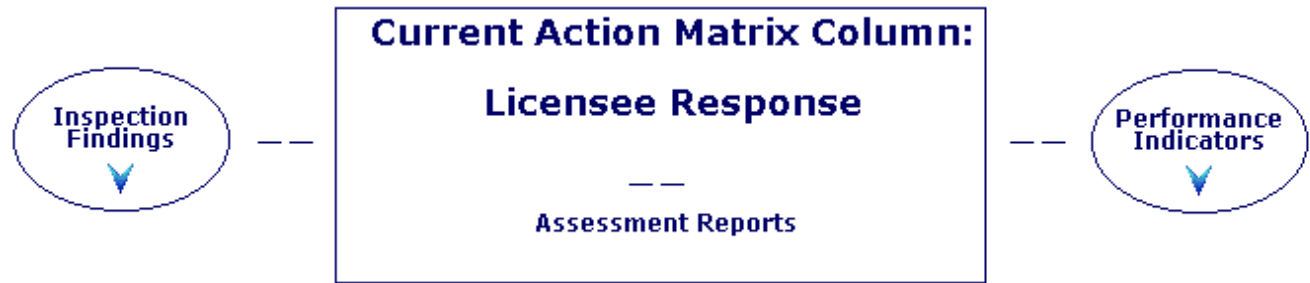 Current Action Matrix Column:
Licensee Response
Inspection
Findings
Performance
Indicators
Assessment Reports